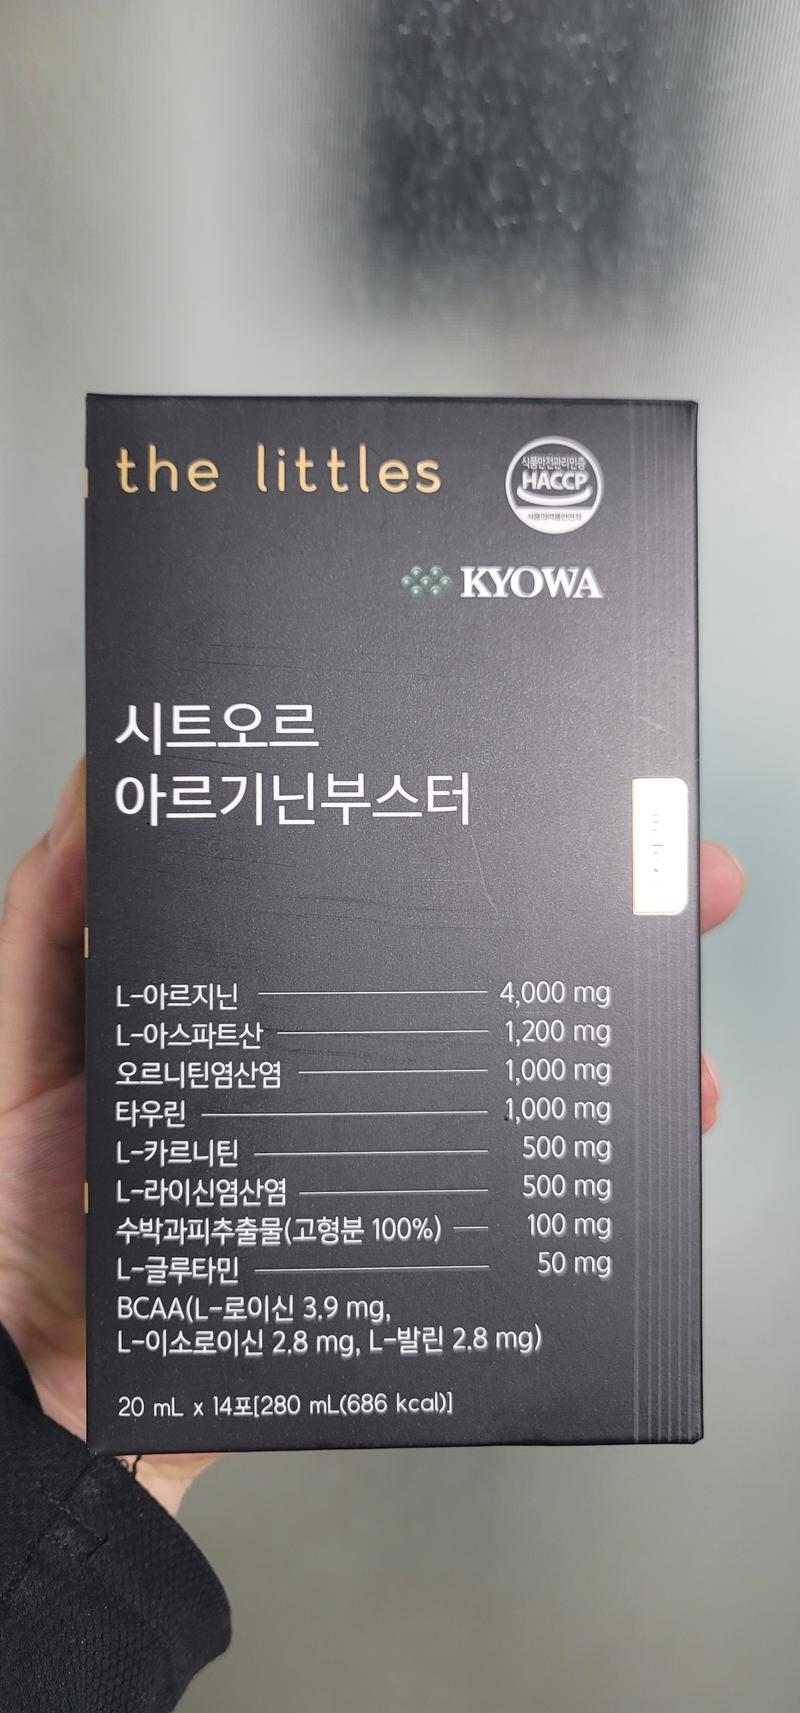 the littles
식품안전관리인증
HACCP
식품의약품안전처
KYOWA
시트오르
아르기닌부스터
L-아르지닌 4,000 mg
L-아스파트산 1,200 mg
오르니틴염산염 1,000 mg
타우린 1,000 mg
L-카르니틴 500 mg
L-라이신염산염 500 mg
수박과피추출물(고형분 100%) 100 mg
L-글루타민 50 mg
BCAA(L-로이신 3.9 mg,
L-이소로이신 2.8 mg, L-발린 2.8 mg)
20 mL x 14포[280 mL(686 kcal)]